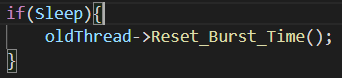 if(Sleep){
    oldThread->Reset_Burst_Time();
}